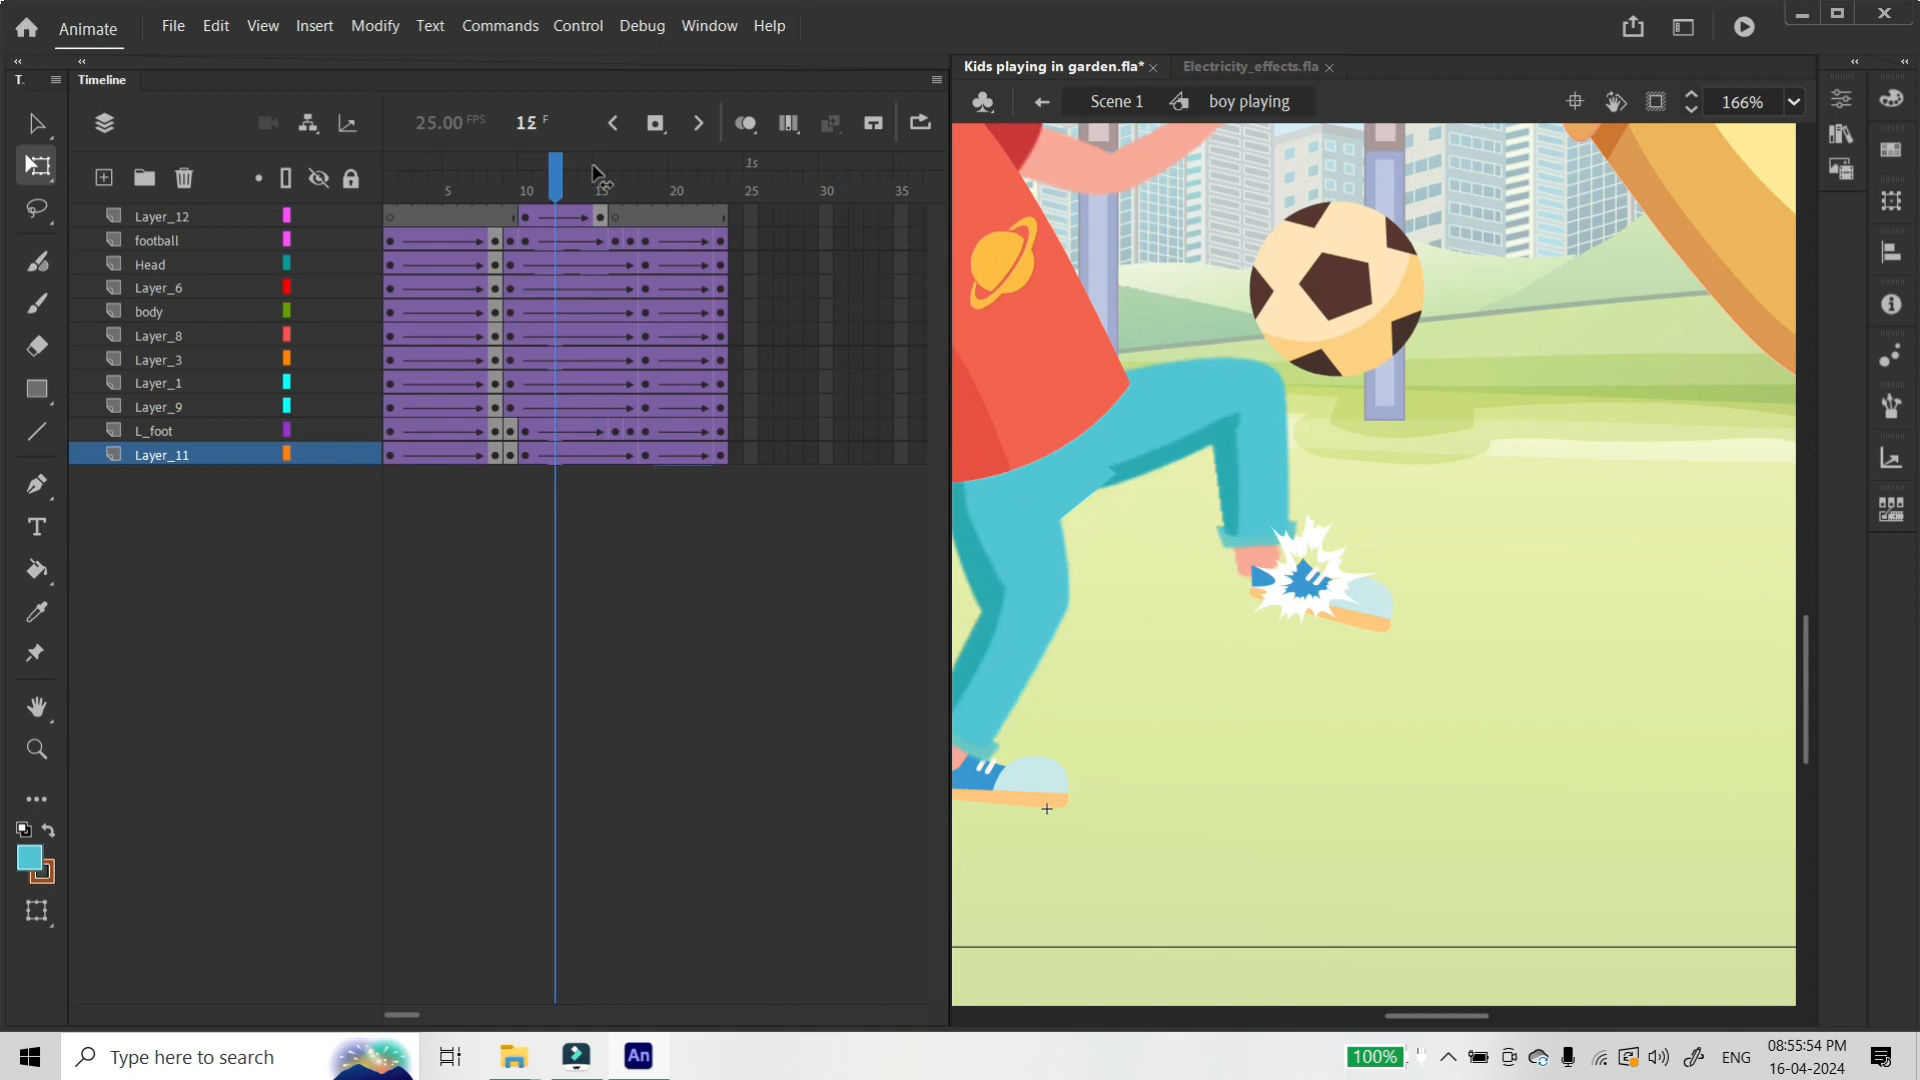 Animate
File Edit View Insert Modify Text Commands Control Debug Window Help
T.
Timeline
Kids playing in garden.fla*
Electricity_effects.fla
25.00 FPS
15 F
Scene 1
boy playing
166%
1s
5 10 15 20 25 30 35
Layer_12
football
Head
Layer_6
body
Layer_8
Layer_3
Layer_1
Layer_9
L_foot
Layer_11
Type here to search
An
100%
ENG
08:55:54 PM
16-04-2024